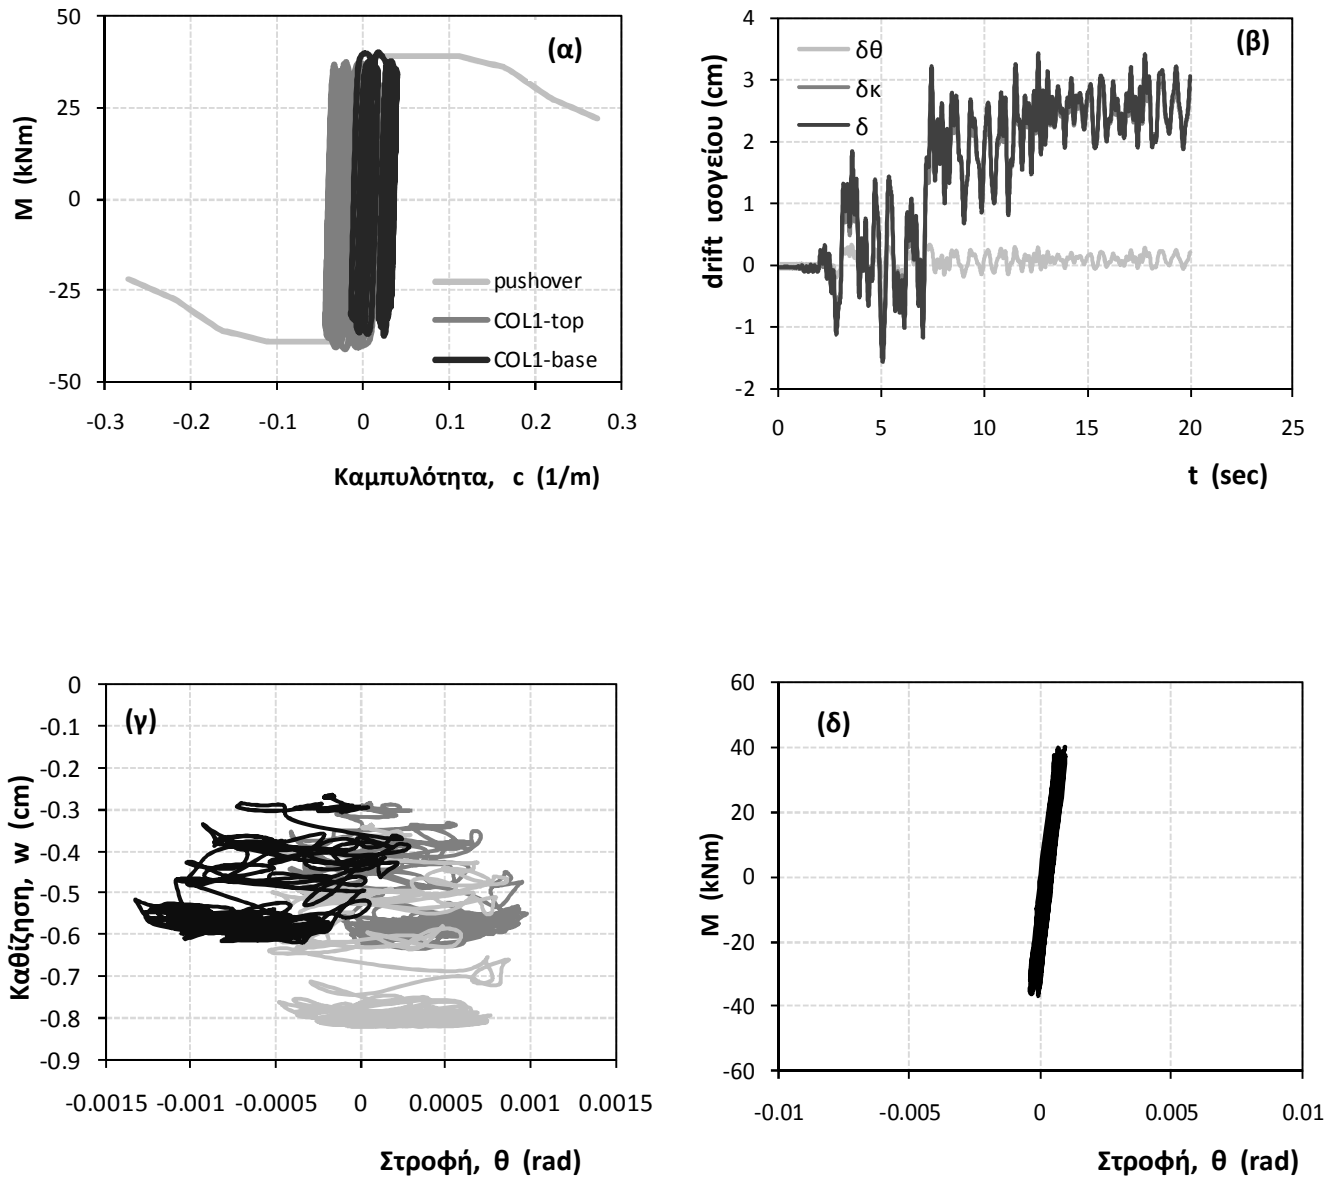 (α)
50
25
0
-25
-50
M (kNm)
pushover
COL1-top
COL1-base
-0.3 -0.2 -0.1 0 0.1 0.2 0.3
Καμπυλότητα, c (1/m)
(β)
4
3
2
1
0
-1
-2
drift ισογείου (cm)
δθ
δκ
δ
0 5 10 15 20 25
t (sec)
(γ)
0
-0.1
-0.2
-0.3
-0.4
-0.5
-0.6
-0.7
-0.8
-0.9
Καθίζηση, w (cm)
-0.0015 -0.001 -0.0005 0 0.0005 0.001 0.0015
Στροφή, θ (rad)
(δ)
60
40
20
0
-20
-40
-60
M (kNm)
-0.01 -0.005 0 0.005 0.01
Στροφή, θ (rad)